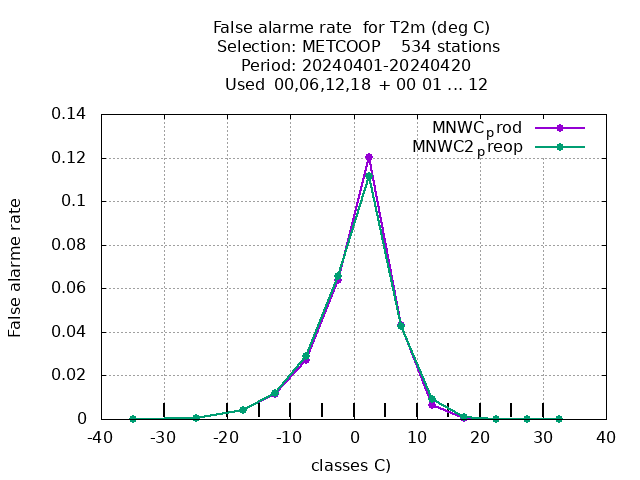 False alarme rate  for T2m (deg C)
Selection: METCOOP    534 stations
Period: 20240401-20240420
Used  00,06,12,18  + 00 01 ... 12
MNWC_prod
MNWC2_preop
0.14
0.12
0.1
0.08
0.06
0.04
0.02
0
False alarme rate
-40 -30 -20 -10 0 10 20 30 40
classes C)